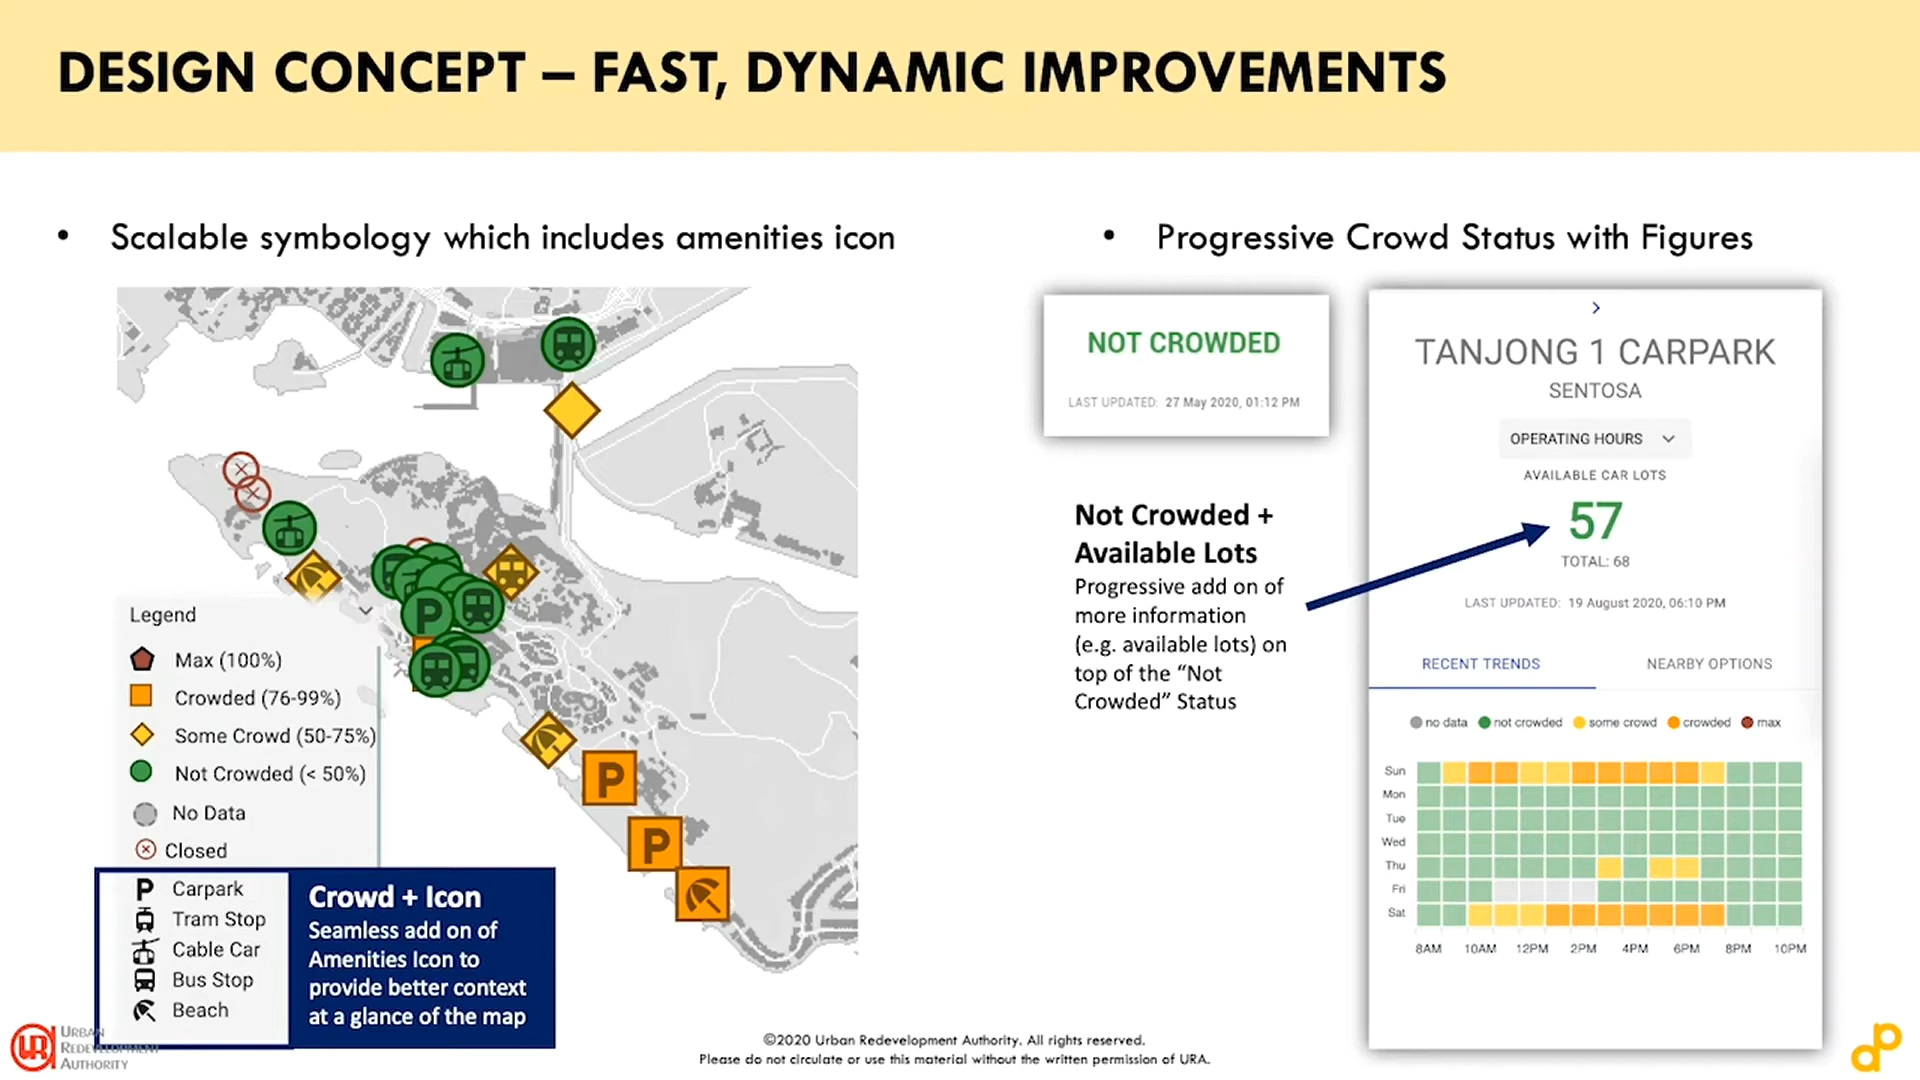 DESIGN CONCEPT – FAST, DYNAMIC IMPROVEMENTS
• Scalable symbology which includes amenities icon
P
P
P
Legend
Max (100%)
Crowded (76-99%)
Some Crowd (50-75%)
Not Crowded (< 50%)
No Data
Closed
P Carpark
Tram Stop
Cable Car
Bus Stop
Beach
Crowd + Icon
Seamless add on of
Amenities Icon to
provide better context
at a glance of the map
• Progressive Crowd Status with Figures
NOT CROWDED
LAST UPDATED: 27 May 2020, 01:12 PM
Not Crowded +
Available Lots
Progressive add on of
more information
(e.g. available lots) on
top of the “Not
Crowded” Status
TANJONG 1 CARPARK
SENTOSA
OPERATING HOURS
AVAILABLE CAR LOTS
57
TOTAL: 68
LAST UPDATED: 19 August 2020, 06:10 PM
RECENT TRENDS NEARBY OPTIONS
no data not crowded some crowd crowded max
Sun
Mon
Tue
Wed
Thu
Fri
Sat
8AM 10AM 12PM 2PM 4PM 6PM 8PM 10PM
URBAN
REDEVELOPMENT
AUTHORITY
©2020 Urban Redevelopment Authority. All rights reserved.
Please do not circulate or use this material without the written permission of URA.